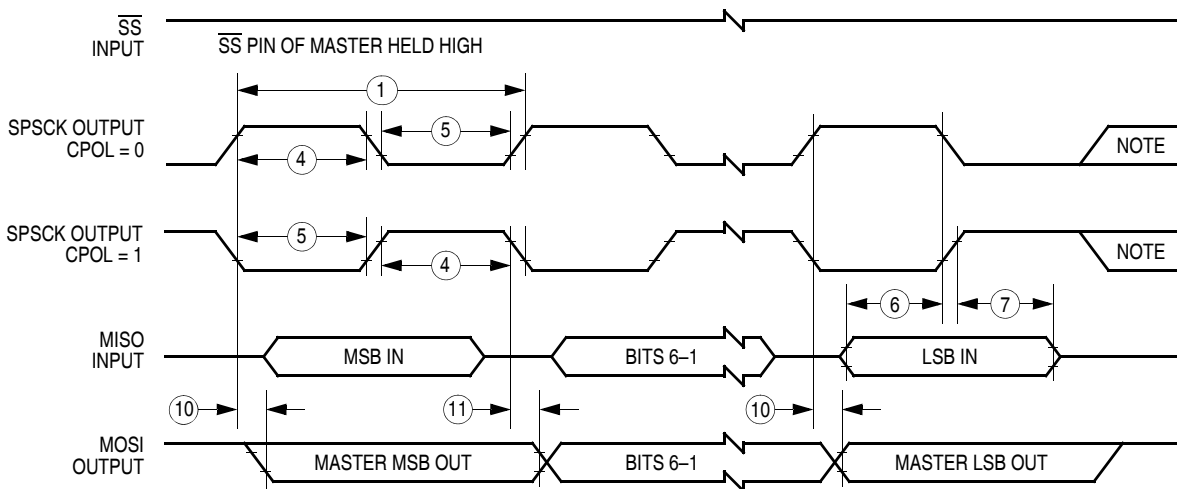 SS
INPUT
SS PIN OF MASTER HELD HIGH
1
SPSCK OUTPUT
CPOL = 0
5
4
NOTE
SPSCK OUTPUT
CPOL = 1
5
4
NOTE
6
7
MISO
INPUT
MSB IN
BITS 6–1
LSB IN
10
11
10
MOSI
OUTPUT
MASTER MSB OUT
BITS 6–1
MASTER LSB OUT